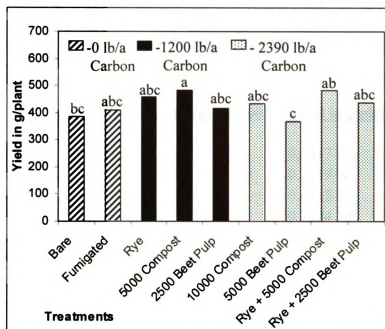 700
600
500
400
300
200
100
0
Yield in g/plant
-0 lb/a Carbon
-1200 lb/a Carbon
- 2390 lb/a Carbon
bc
abc
abc
a
abc
abc
c
ab
abc
Bare
Fumigated
Rye
5000 Compost
2500 Beet Pulp
10000 Compost
5000 Beet Pulp
Rye + 5000 Compost
Rye + 2500 Beet Pulp
Treatments